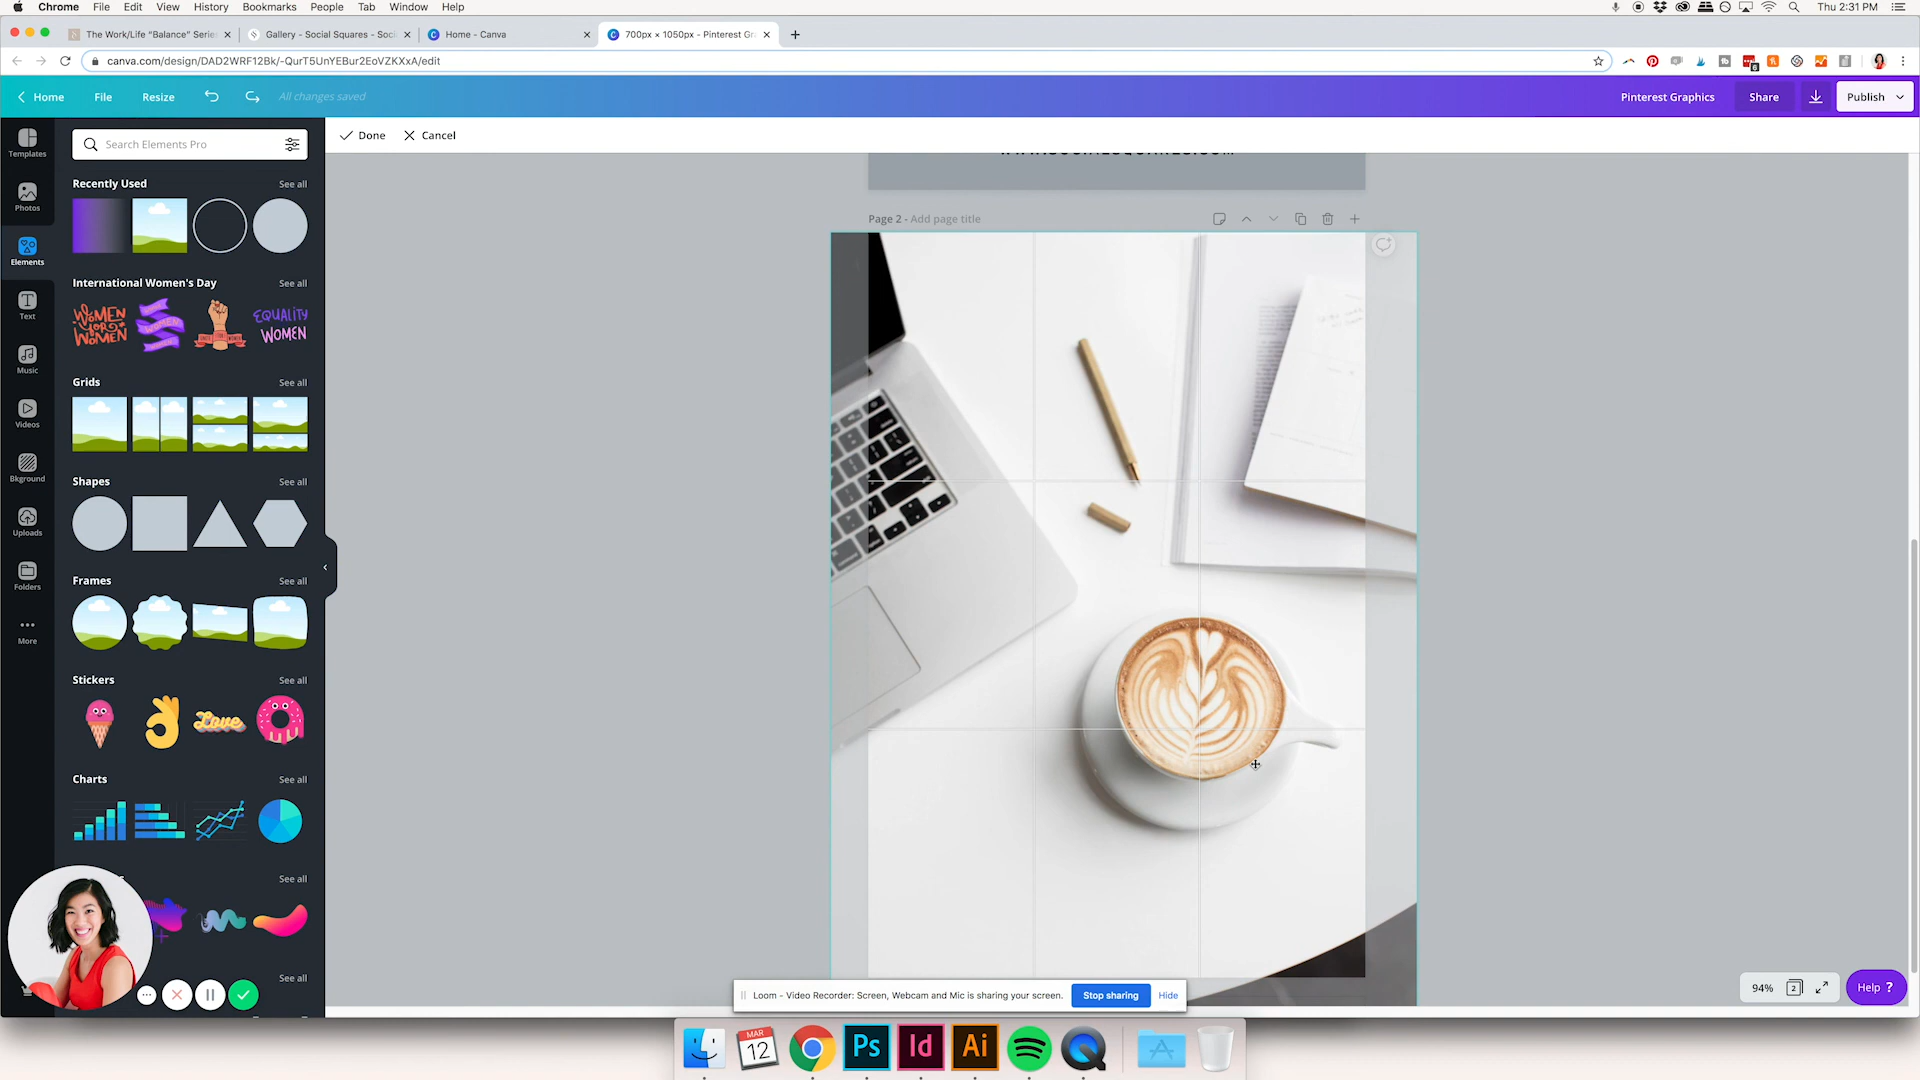 Chrome File Edit View History Bookmarks People Tab Window Help
Thu 2:31 PM
The Work/Life "Balance" Series
Gallery - Social Squares - Soci
Home - Canva
700px × 1050px - Pinterest Gr
canva.com/design/DAD2WRF12Bk/-QurT5UnYEBur2EoVZKXxA/edit
Home File Resize All changes saved
Pinterest Graphics Share Publish
Done Cancel
Templates
Photos
Elements
Text
Music
Videos
Bkground
Uploads
Folders
More
Search Elements Pro
Recently Used See all
International Women's Day See all
WOMEN FOR WOMEN
EQUALITY WOMEN
Grids See all
Shapes See all
Frames See all
Stickers See all
Love
Charts See all
See all
See all
WWW.SOCIALSQUARES.COM
Page 2 - Add page title
94% 2
Help ?
Loom - Video Recorder: Screen, Webcam and Mic is sharing your screen. Stop sharing Hide
MAR
12
Ps
Id
Ai